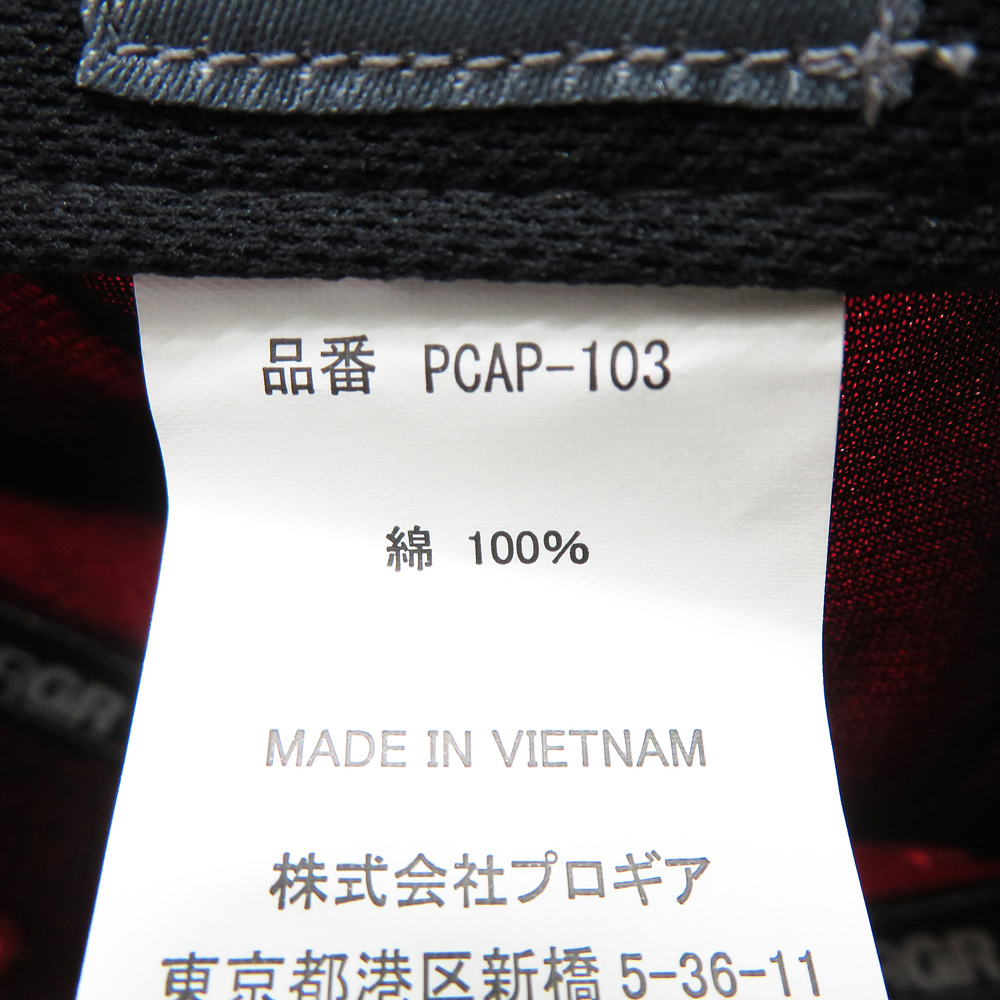 品番 PCAP-103
綿 100%
MADE IN VIETNAM
株式会社プロギア
東京都港区新橋 5-36-11